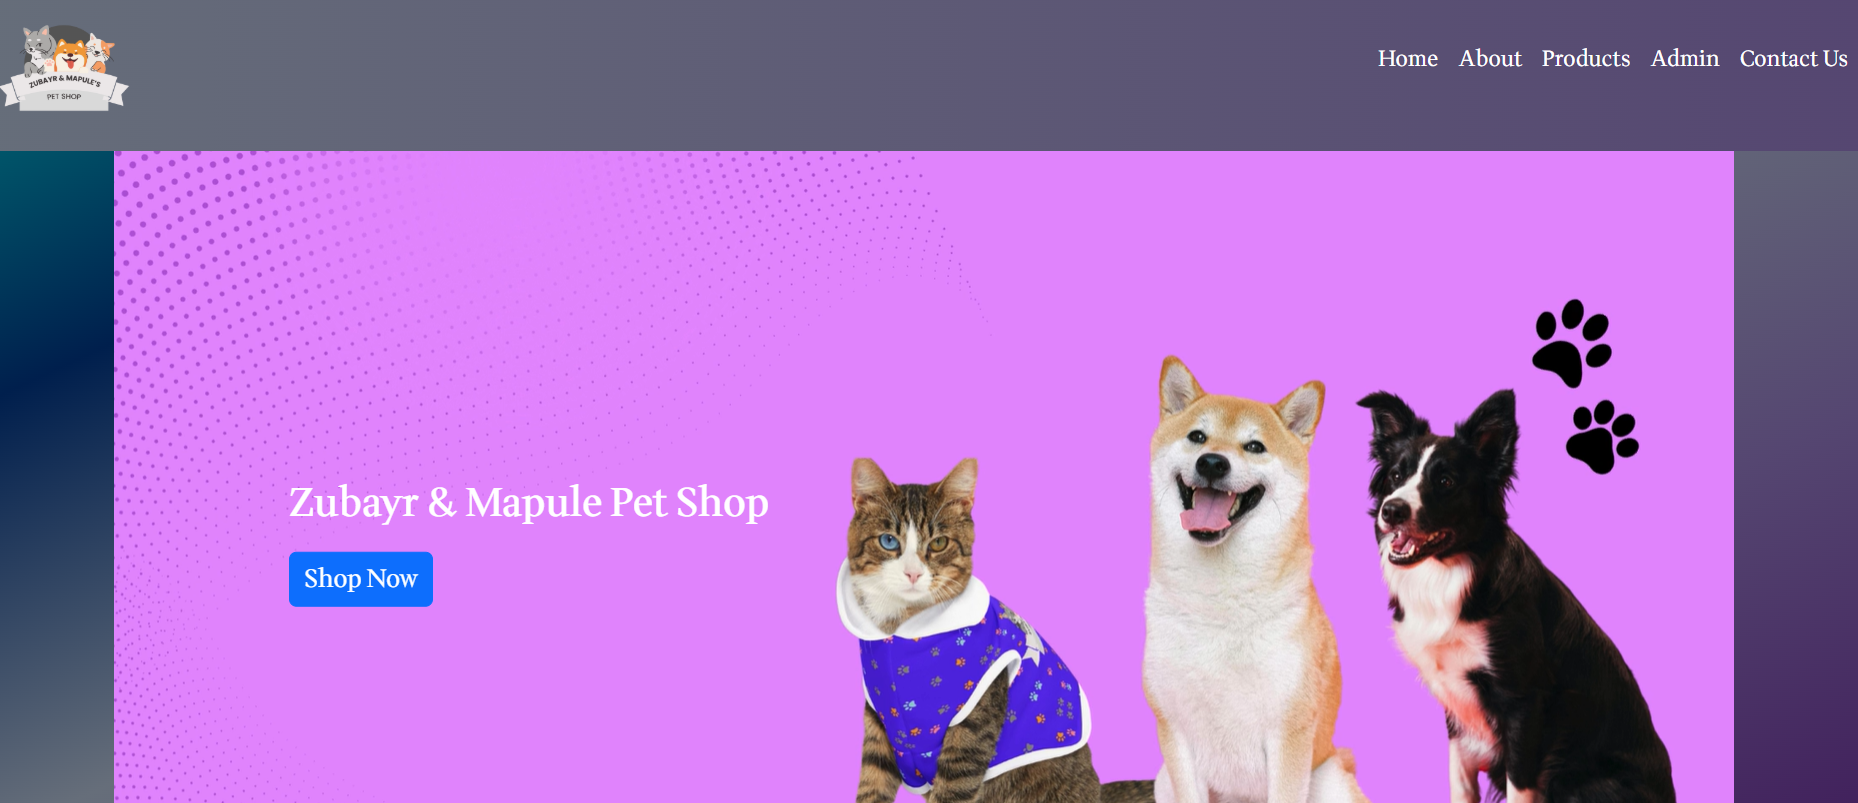 ZUBAYR & MAPULE'S
PET SHOP
Home About Products Admin Contact Us
Zubayr & Mapule Pet Shop
Shop Now